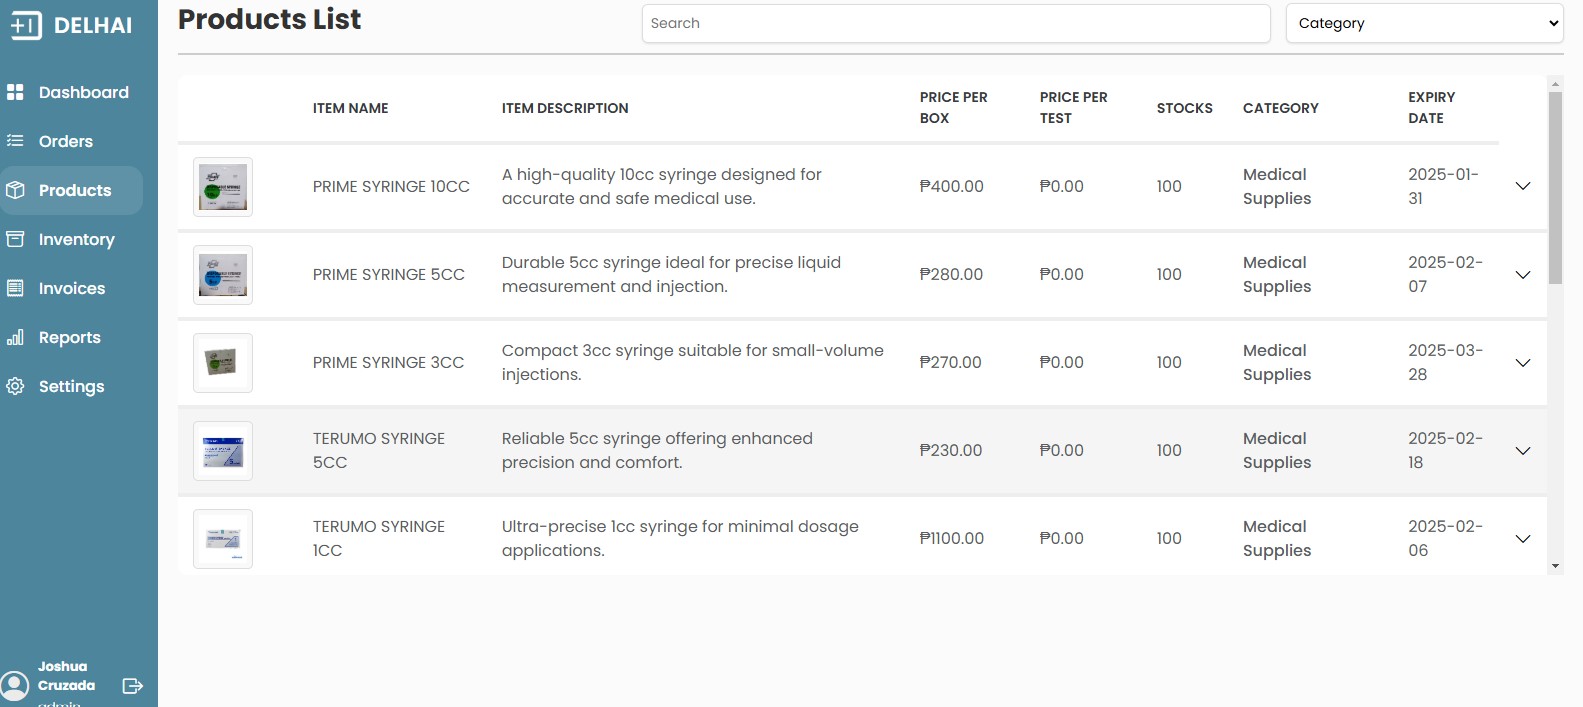 DELHAI
Dashboard
Orders
Products
Inventory
Invoices
Reports
Settings
Joshua
Cruzada
admin
Products List
Search
Category
ITEM NAME
ITEM DESCRIPTION
PRICE PER
BOX
PRICE PER
TEST
STOCKS
CATEGORY
EXPIRY
DATE
PRIME SYRINGE 10CC
A high-quality 10cc syringe designed for
accurate and safe medical use.
₱400.00
₱0.00
100
Medical
Supplies
2025-01-
31
PRIME SYRINGE 5CC
Durable 5cc syringe ideal for precise liquid
measurement and injection.
₱280.00
₱0.00
100
Medical
Supplies
2025-02-
07
PRIME SYRINGE 3CC
Compact 3cc syringe suitable for small-volume
injections.
₱270.00
₱0.00
100
Medical
Supplies
2025-03-
28
TERUMO SYRINGE
5CC
Reliable 5cc syringe offering enhanced
precision and comfort.
₱230.00
₱0.00
100
Medical
Supplies
2025-02-
18
TERUMO SYRINGE
1CC
Ultra-precise 1cc syringe for minimal dosage
applications.
₱1100.00
₱0.00
100
Medical
Supplies
2025-02-
06